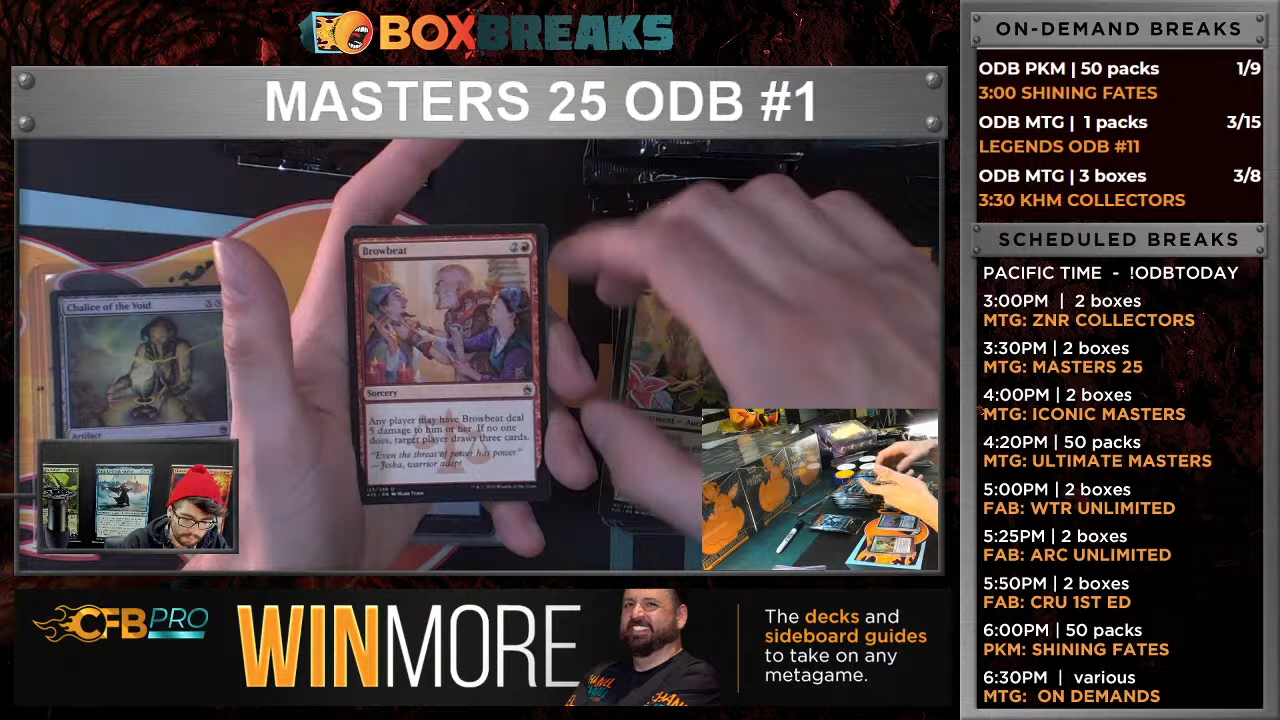 BOXBREAKS
MASTERS 25 ODB #1
Chalice of the Void
Artifact
Browbeat
2
Sorcery
Any player may have Browbeat deal
5 damage to him or her. If no one
does, target player draws three cards.
"Even the threat of power has power."
—Jeska, warrior adept
CFBPRO
WINMORE
The decks and
sideboard guides
to take on any
metagame.
ON-DEMAND BREAKS
ODB PKM | 50 packs 1/9
3:00 SHINING FATES
ODB MTG | 1 packs 3/15
LEGENDS ODB #11
ODB MTG | 3 boxes 3/8
3:30 KHM COLLECTORS
SCHEDULED BREAKS
PACIFIC TIME - !ODBTODAY
3:00PM | 2 boxes
MTG: ZNR COLLECTORS
3:30PM | 2 boxes
MTG: MASTERS 25
4:00PM | 2 boxes
MTG: ICONIC MASTERS
4:20PM | 50 packs
MTG: ULTIMATE MASTERS
5:00PM | 2 boxes
FAB: WTR UNLIMITED
5:25PM | 2 boxes
FAB: ARC UNLIMITED
5:50PM | 2 boxes
FAB: CRU 1ST ED
6:00PM | 50 packs
PKM: SHINING FATES
6:30PM | various
MTG: ON DEMANDS